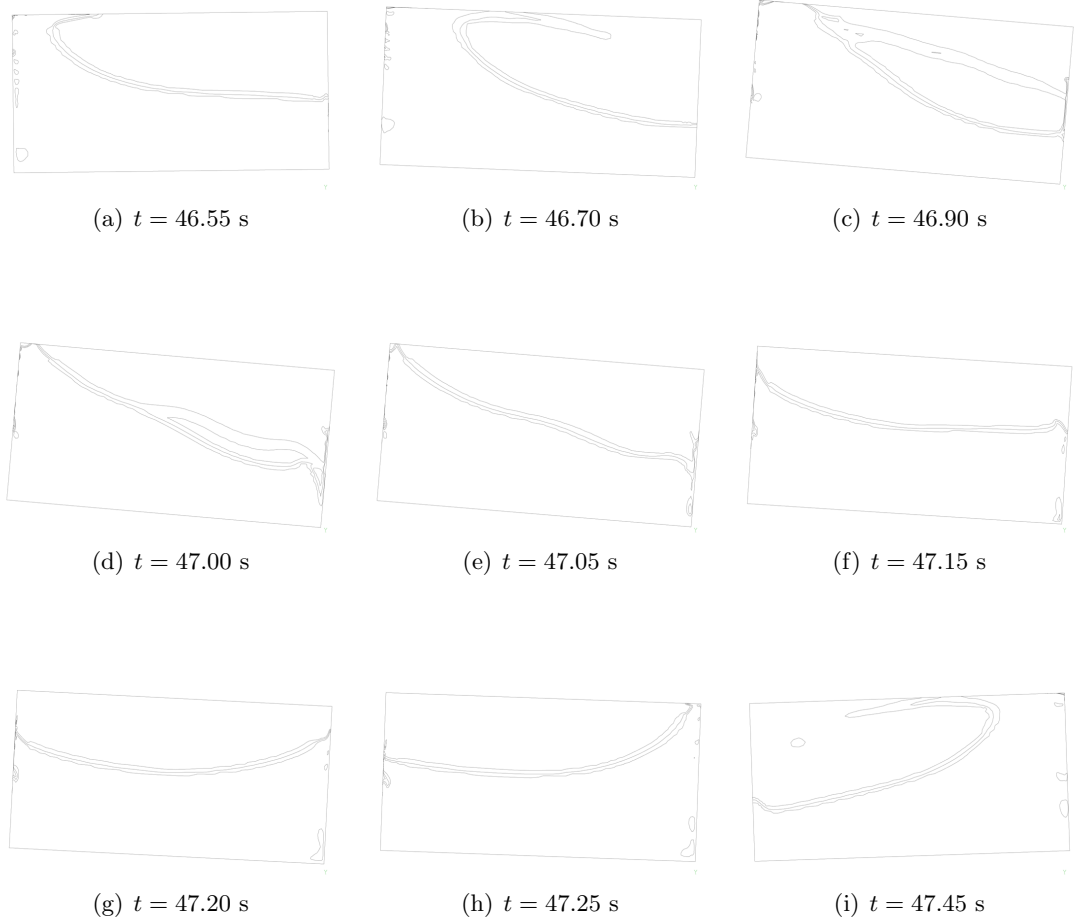 (a) t = 46.55 s
(b) t = 46.70 s
(c) t = 46.90 s
(d) t = 47.00 s
(e) t = 47.05 s
(f) t = 47.15 s
(g) t = 47.20 s
(h) t = 47.25 s
(i) t = 47.45 s